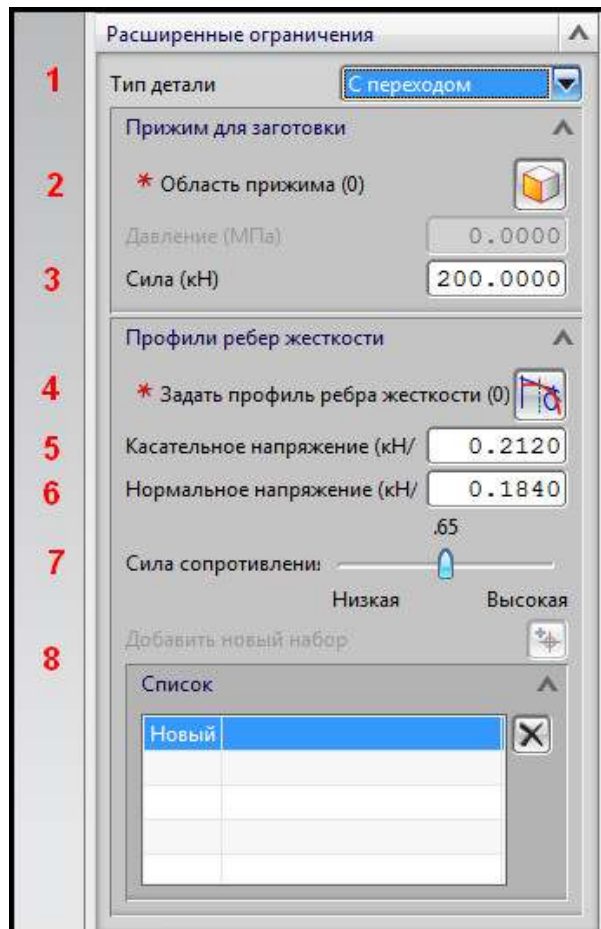 Расширенные ограничения
1 Тип детали С переходом
Прижим для заготовки
2 * Область прижима (0)
Давление (МПа) 0.0000
3 Сила (кН) 200.0000
Профили ребер жесткости
4 * Задать профиль ребра жесткости (0)
5 Касательное напряжение (кН/ 0.2120
6 Нормальное напряжение (кН/ 0.1840
.65
7 Сила сопротивлени
Низкая Высокая
8 Добавить новый набор
Список
Новый